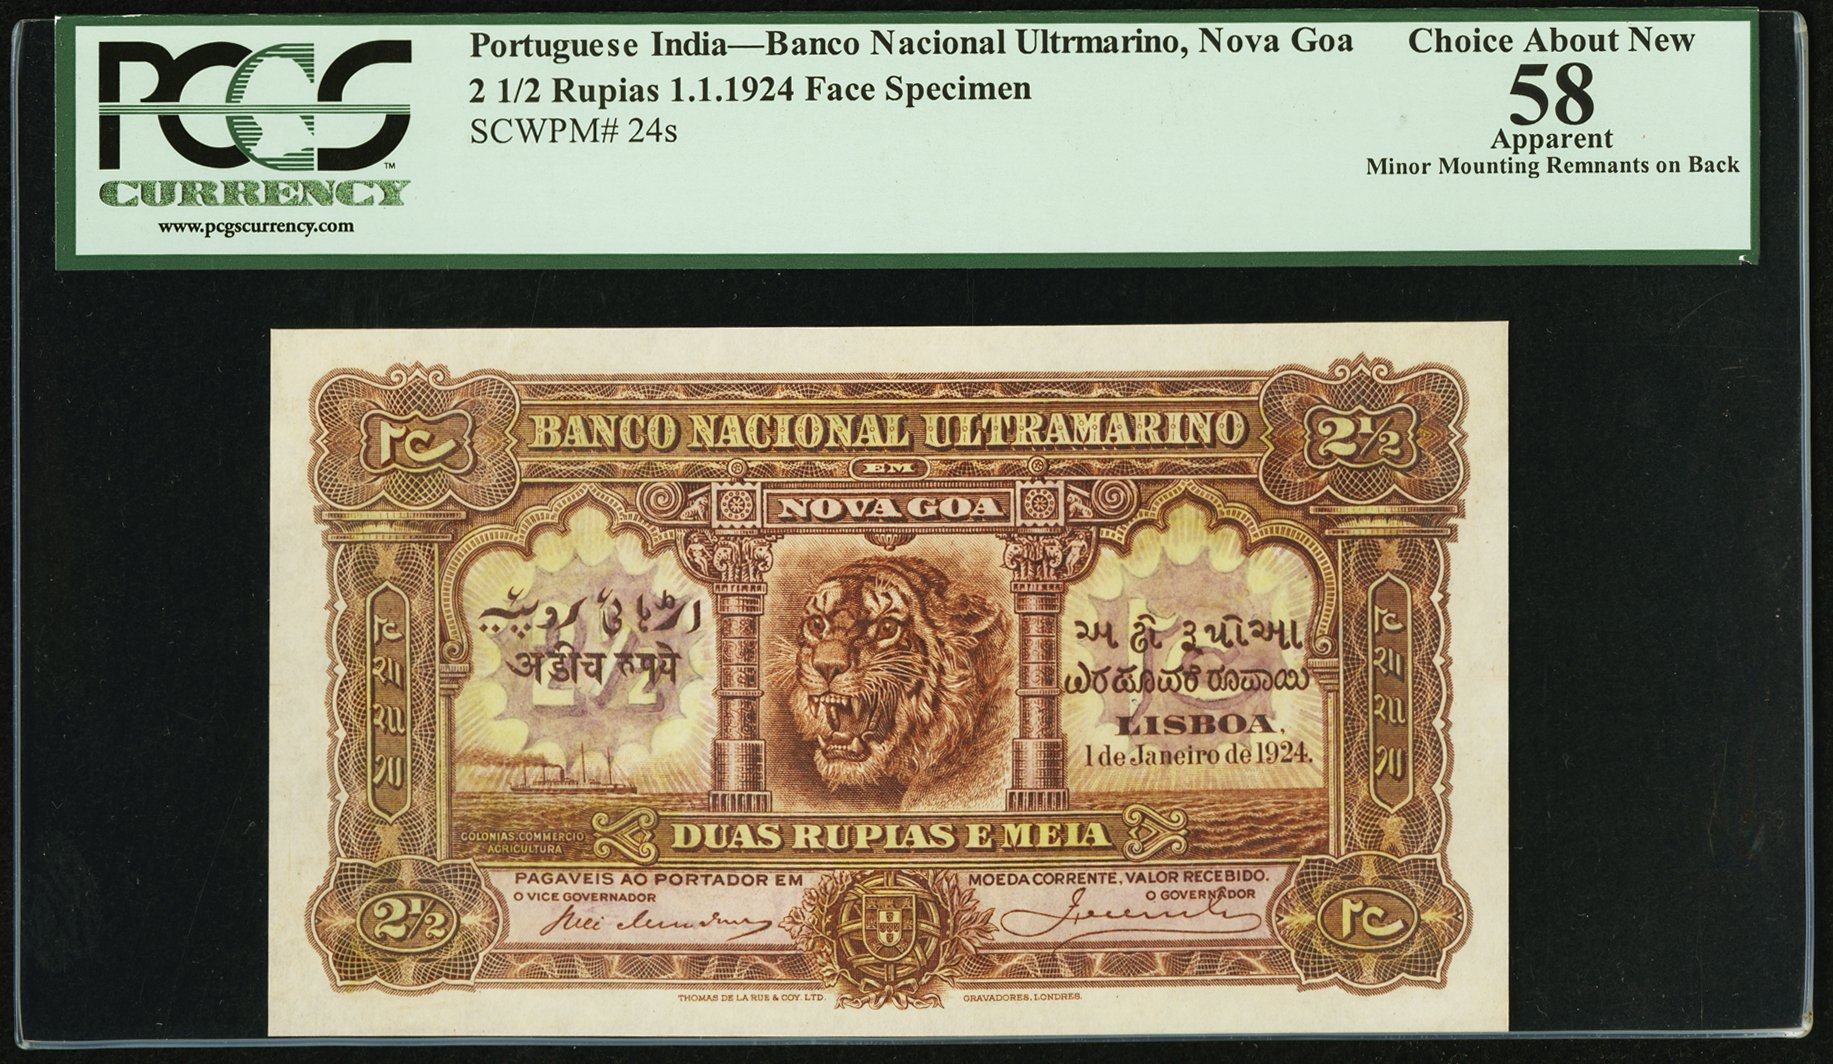 PCGS
TM
CURRENCY
www.pcgscurrency.com
Portuguese India—Banco Nacional Ultrmarino, Nova Goa
2 1/2 Rupias 1.1.1924 Face Specimen
SCWPM# 24s
Choice About New
58
Apparent
Minor Mounting Remnants on Back
BANCO NACIONAL ULTRAMARINO
2½
EM
NOVA GOA
अडीच रुपये
અઢી રુપીઆ
LISBOA,
1 de Janeiro de 1924.
COLONIAS, COMMERCIO
AGRICULTURA
DUAS RUPIAS E MEIA
PAGAVEIS AO PORTADOR EM MOEDA CORRENTE, VALOR RECEBIDO.
O VICE GOVERNADOR O GOVERNADOR
2½
THOMAS DE LA RUE & COY. LTD. GRAVADORES, LONDRES.